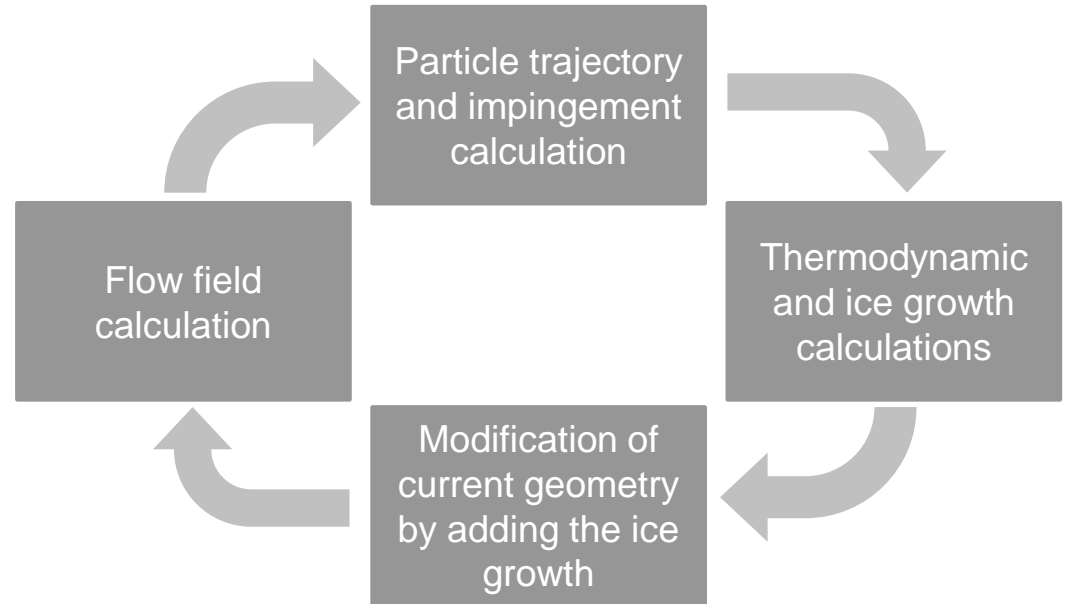 Particle trajectory
and impingement
calculation
Flow field
calculation
Thermodynamic
and ice growth
calculations
Modification of
current geometry
by adding the ice
growth